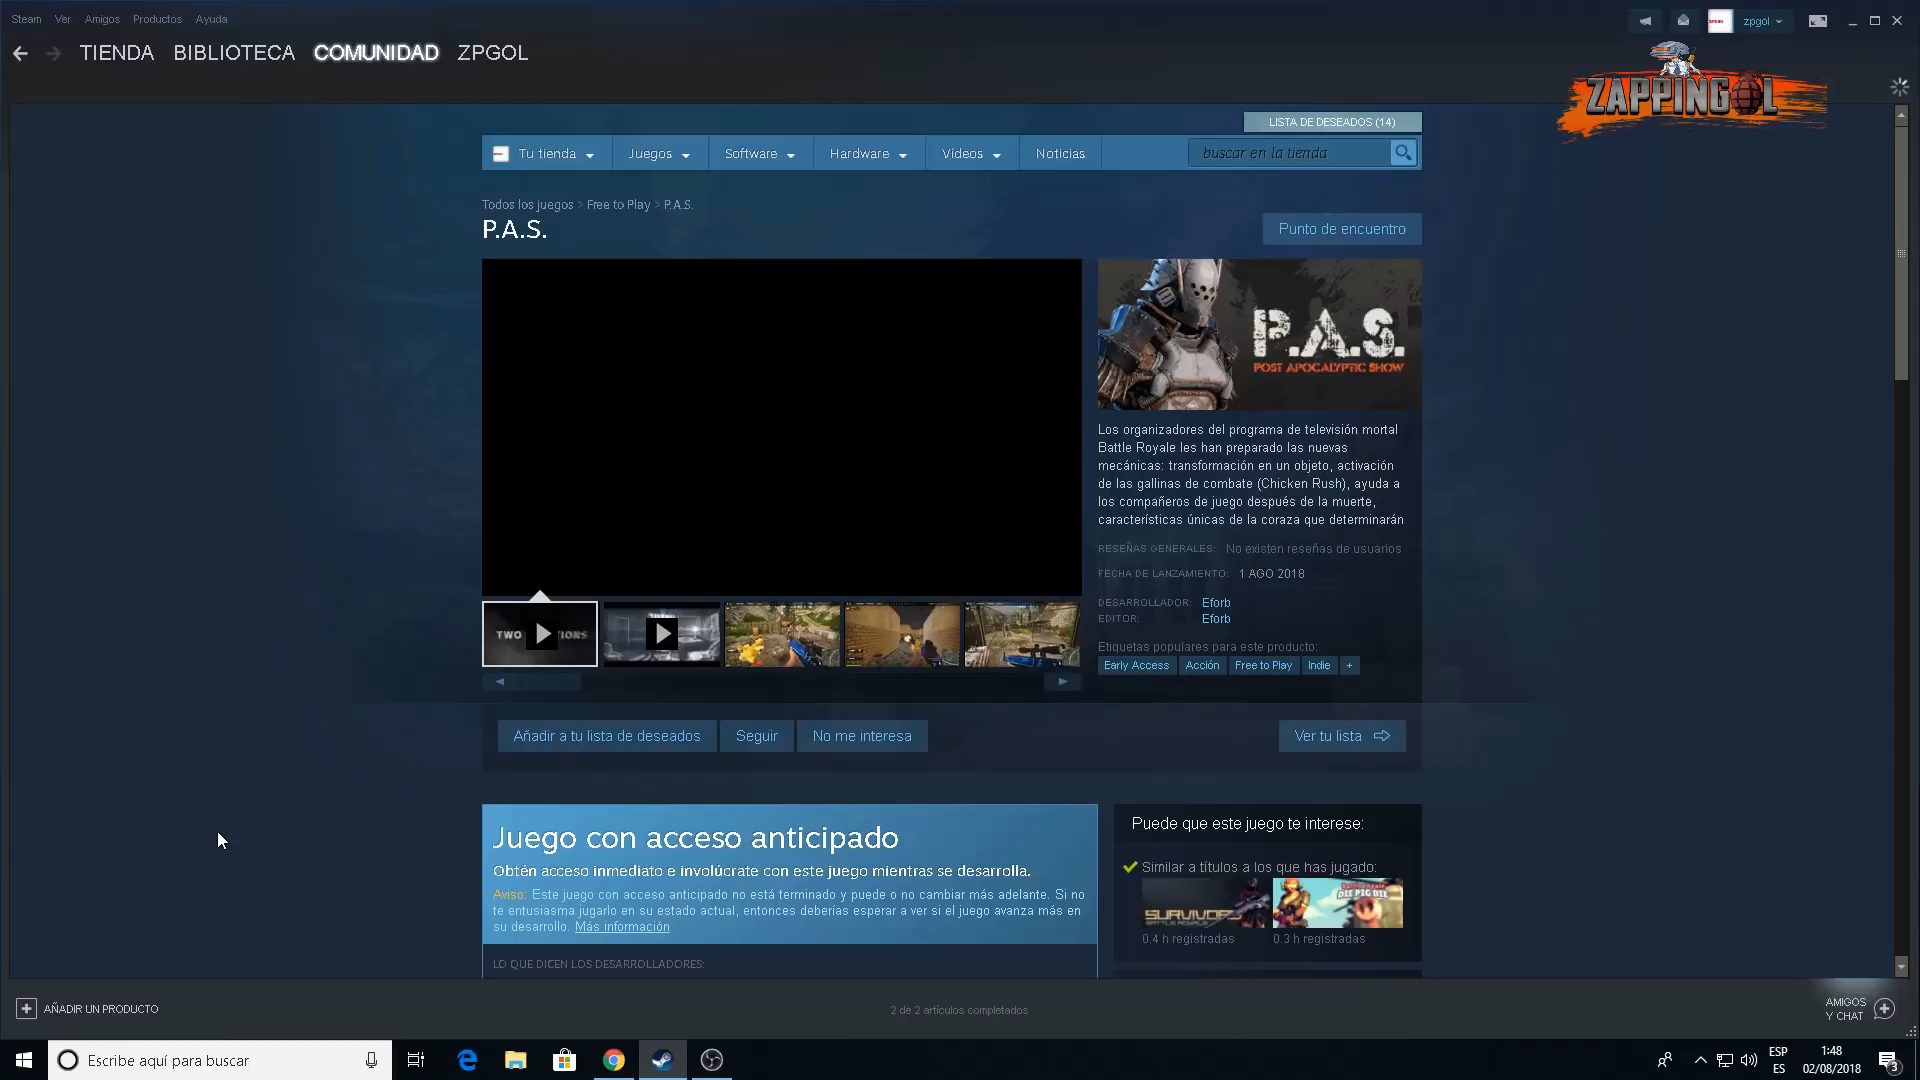 Steam Ver Amigos Productos Ayuda
zpgol
TIENDA BIBLIOTECA COMUNIDAD ZPGOL
ZAPPINGOL
LISTA DE DESEADOS (14)
Tu tienda Juegos Software Hardware Vídeos Noticias buscar en la tienda
Todos los juegos > Free to Play > P.A.S.
P.A.S.
Punto de encuentro
P.A.S.
POST APOCALYPTIC SHOW
Los organizadores del programa de televisión mortal
Battle Royale les han preparado las nuevas
mecánicas: transformación en un objeto, activación
de las gallinas de combate (Chicken Rush), ayuda a
los compañeros de juego después de la muerte,
características únicas de la coraza que determinarán
RESEÑAS GENERALES: No existen reseñas de usuarios
FECHA DE LANZAMIENTO: 1 AGO 2018
DESARROLLADOR: Eforb
EDITOR: Eforb
Etiquetas populares para este producto:
Early Access Acción Free to Play Indie +
TWO
Añadir a tu lista de deseados Seguir No me interesa Ver tu lista
Juego con acceso anticipado
Obtén acceso inmediato e involúcrate con este juego mientras se desarrolla.
Aviso: Este juego con acceso anticipado no está terminado y puede o no cambiar más adelante. Si no
te entusiasma jugarlo en su estado actual, entonces deberías esperar a ver si el juego avanza más en
su desarrollo. Más información
LO QUE DICEN LOS DESARROLLADORES:
Puede que este juego te interese:
Similar a títulos a los que has jugado:
SURVIVORS
DIE PIG DIE
0.4 h registradas 0.3 h registradas
AÑADIR UN PRODUCTO
2 de 2 artículos completados
AMIGOS
Y CHAT
Escribe aquí para buscar
ESP
ES
1:48
02/08/2018
3